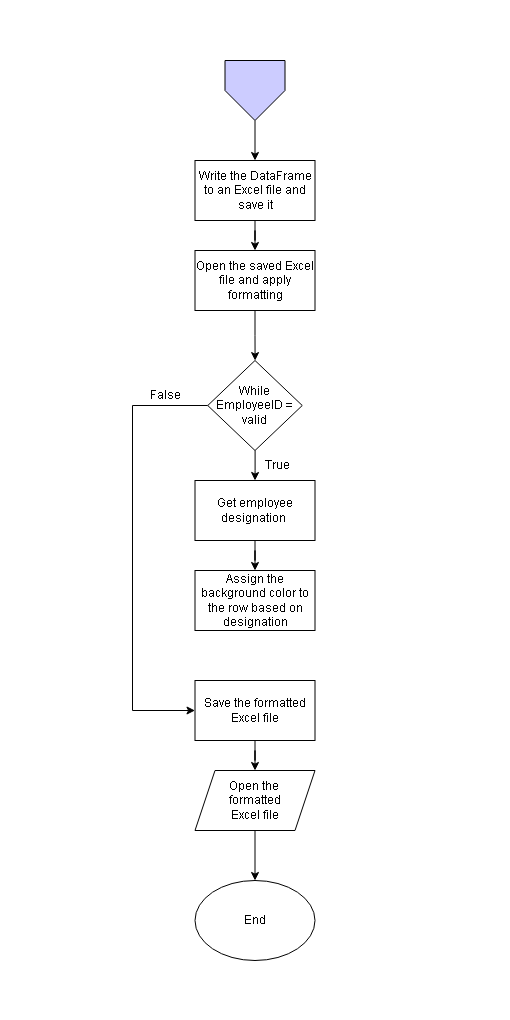 Write the DataFrame
to an Excel file and
save it
Open the saved Excel
file and apply
formatting
While
EmployeeID =
valid
False
True
Get employee
designation
Assign the
background color to
the row based on
designation
Save the formatted
Excel file
Open the
formatted
Excel file
End